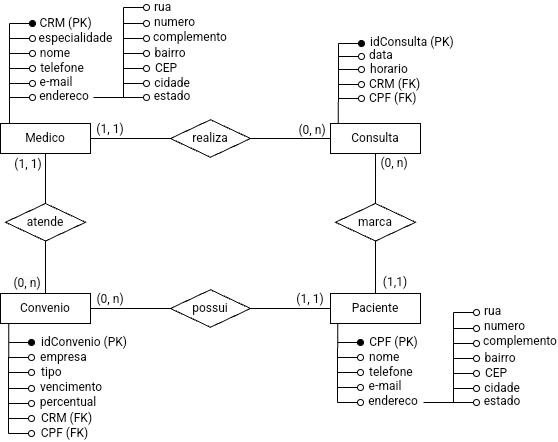 CRM (PK)
especialidade
nome
telefone
e-mail
endereco
rua
numero
complemento
bairro
CEP
cidade
estado
idConsulta (PK)
data
horario
CRM (FK)
CPF (FK)
Medico
(1, 1)
realiza
(0, n)
Consulta
(1, 1)
(0, n)
atende
marca
(0, n)
(1,1)
Convenio
(0, n)
possui
(1, 1)
Paciente
idConvenio (PK)
empresa
tipo
vencimento
percentual
CRM (FK)
CPF (FK)
CPF (PK)
nome
telefone
e-mail
endereco
rua
numero
complemento
bairro
CEP
cidade
estado